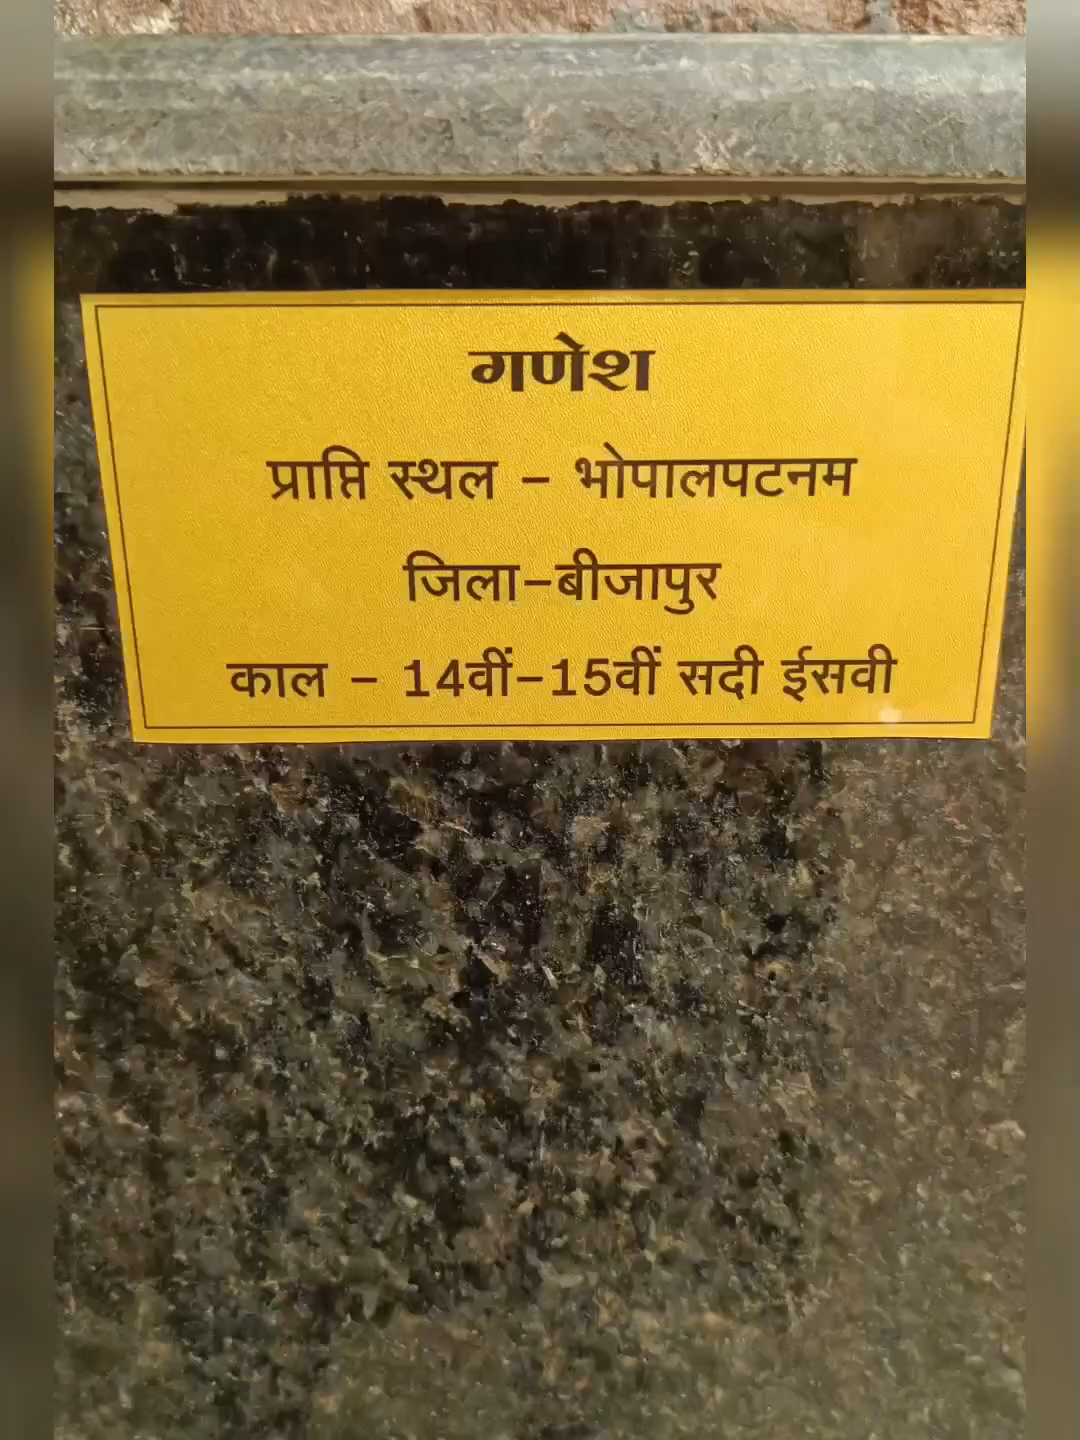 गणेश
प्राप्ति स्थल - भोपालपटनम
जिला-बीजापुर
काल - 14वीं-15वीं सदी ईसवी